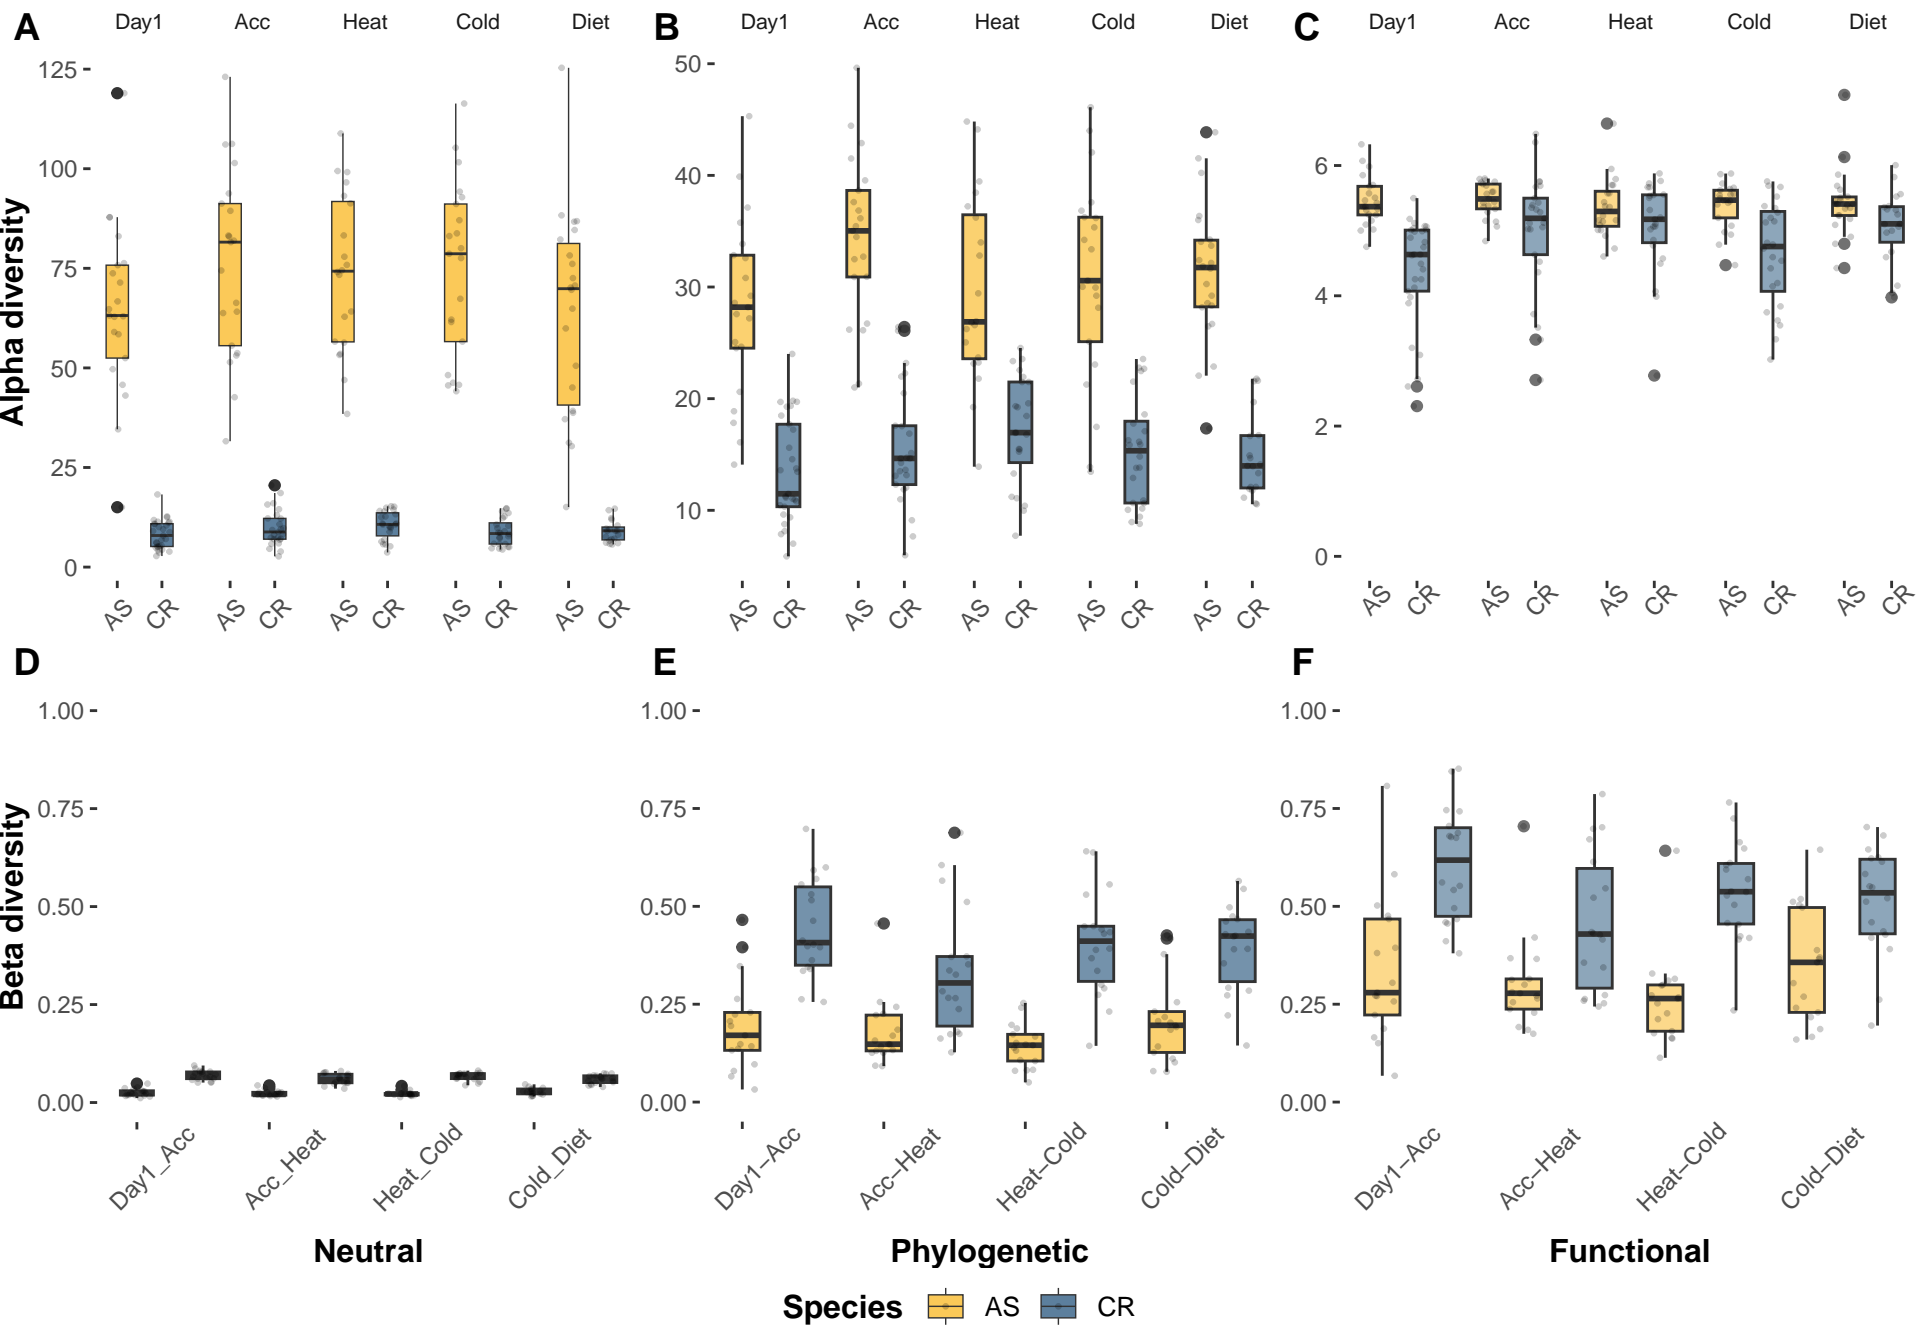 A Day1 Acc Heat Cold Diet
B Day1 Acc Heat Cold Diet
C Day1 Acc Heat Cold Diet
Alpha diversity
125
100
75
50
25
0
AS CR AS CR AS CR AS CR AS CR
50
40
30
20
10
AS CR AS CR AS CR AS CR AS CR
6
4
2
0
AS CR AS CR AS CR AS CR AS CR
D
E
F
Beta diversity
1.00
0.75
0.50
0.25
0.00
Day1_Acc Acc_Heat Heat_Cold Cold_Diet
Neutral
1.00
0.75
0.50
0.25
0.00
Day1−Acc Acc−Heat Heat−Cold Cold−Diet
Phylogenetic
1.00
0.75
0.50
0.25
0.00
Day1−Acc Acc−Heat Heat−Cold Cold−Diet
Functional
Species AS CR